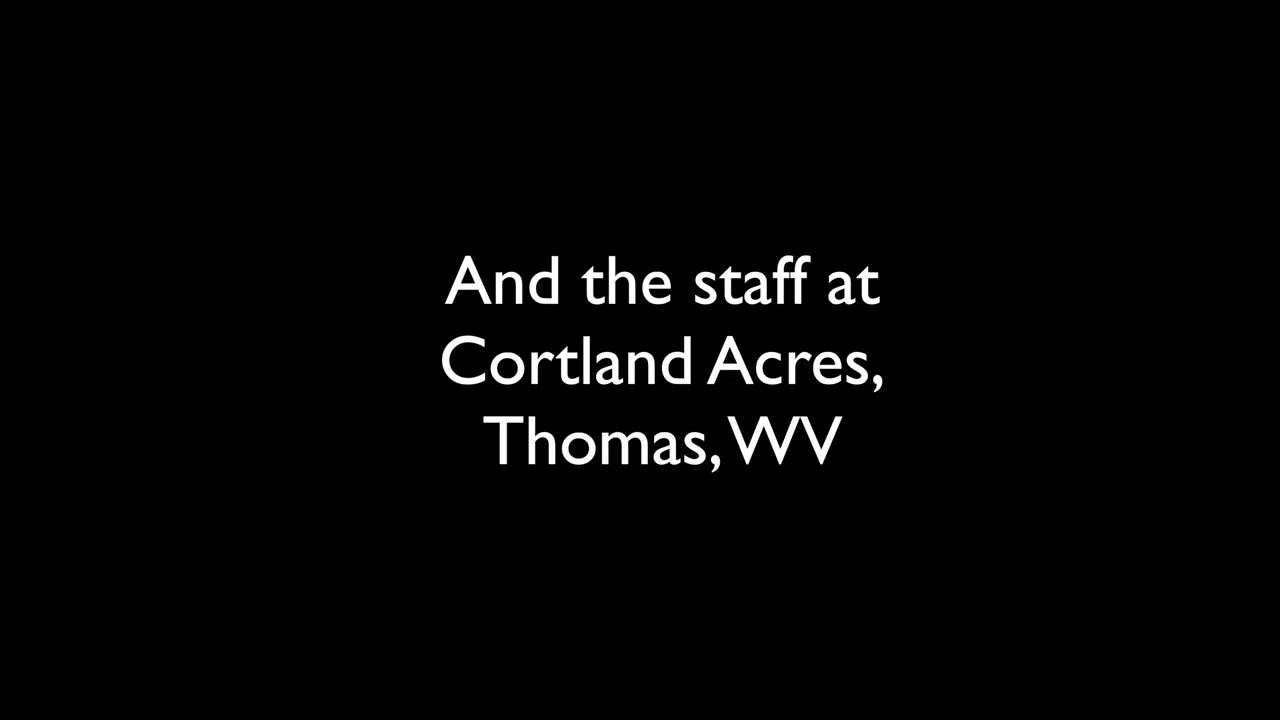 And the staff at
Cortland Acres,
Thomas, WV